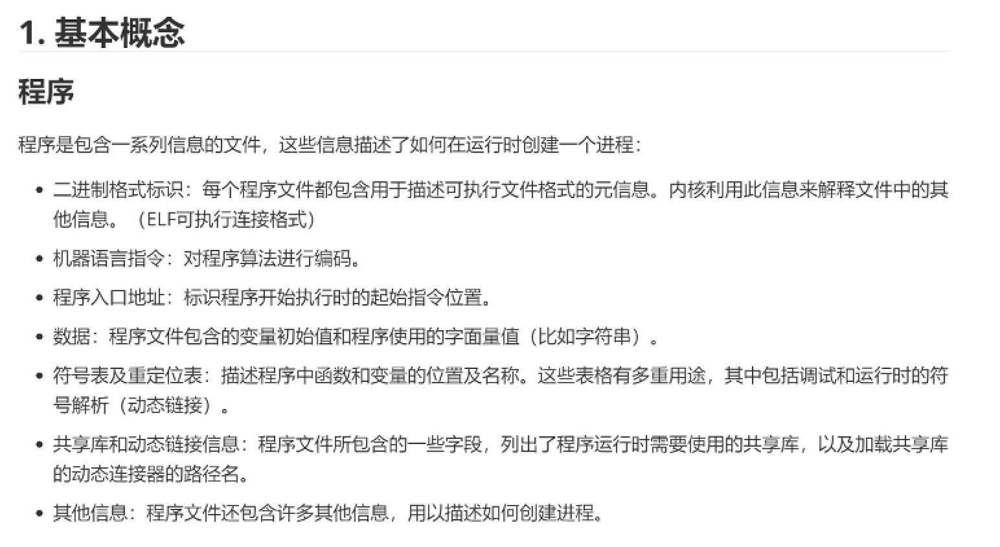 1. 基本概念
程序
程序是包含一系列信息的文件，这些信息描述了如何在运行时创建一个进程：
• 二进制格式标识：每个程序文件都包含用于描述可执行文件格式的元信息。内核利用此信息来解释文件中的其
他信息。（ELF可执行连接格式）
• 机器语言指令：对程序算法进行编码。
• 程序入口地址：标识程序开始执行时的起始指令位置。
• 数据：程序文件包含的变量初始值和程序使用的字面量值（比如字符串）。
• 符号表及重定位表：描述程序中函数和变量的位置及名称。这些表格有多重用途，其中包括调试和运行时的符
号解析（动态链接）。
• 共享库和动态链接信息：程序文件所包含的一些字段，列出了程序运行时需要使用的共享库，以及加载共享库
的动态连接器的路径名。
• 其他信息：程序文件还包含许多其他信息，用以描述如何创建进程。